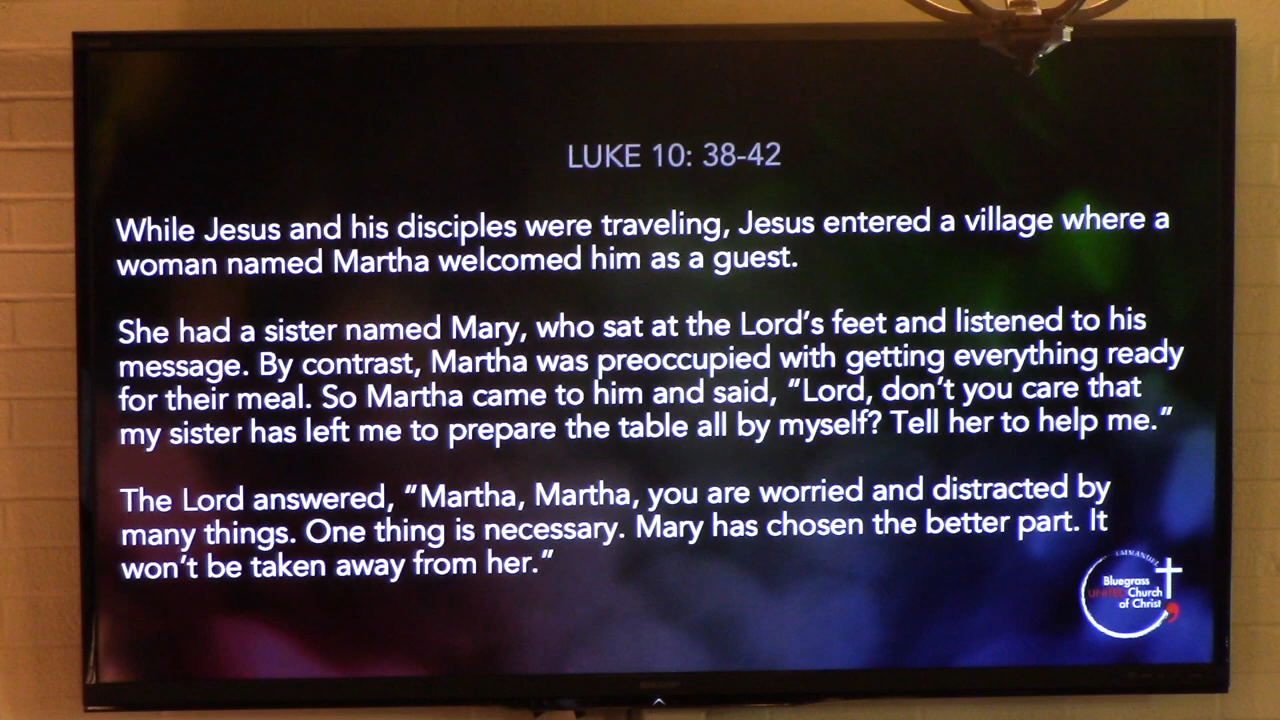 LUKE 10: 38-42
While Jesus and his disciples were traveling, Jesus entered a village where a
woman named Martha welcomed him as a guest.
She had a sister named Mary, who sat at the Lord's feet and listened to his
message. By contrast, Martha was preoccupied with getting everything ready
for their meal. So Martha came to him and said, "Lord, don't you care that
my sister has left me to prepare the table all by myself? Tell her to help me."
The Lord answered, "Martha, Martha, you are worried and distracted by
many things. One thing is necessary. Mary has chosen the better part. It
won't be taken away from her."
EMMANUEL
Bluegrass
UNITED Church
of Christ